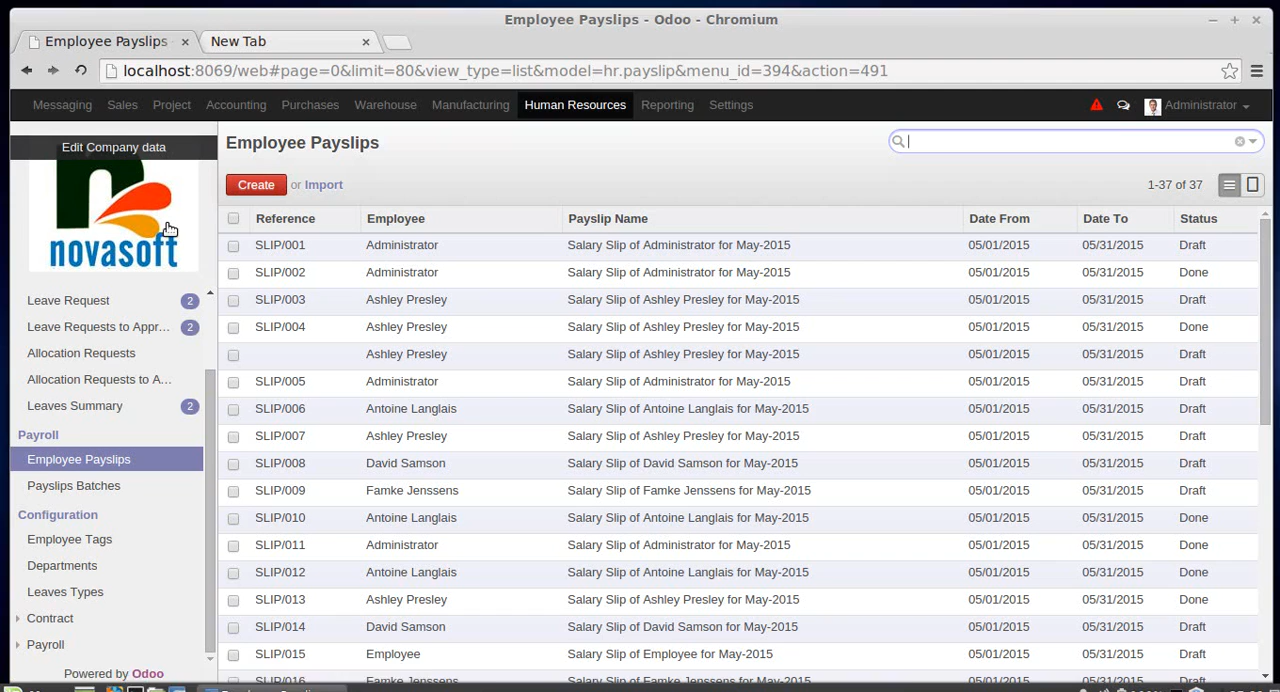 Employee Payslips - Odoo - Chromium
Employee Payslips
New Tab
localhost:8069/web#page=0&limit=80&view_type=list&model=hr.payslip&menu_id=394&action=491
Messaging Sales Project Accounting Purchases Warehouse Manufacturing Human Resources Reporting Settings Administrator
Edit Company data
novasoft
Leave Request 2
Leave Requests to Appr... 2
Allocation Requests
Allocation Requests to A...
Leaves Summary 2
Payroll
Employee Payslips
Payslips Batches
Configuration
Employee Tags
Departments
Leaves Types
Contract
Payroll
Powered by Odoo
Employee Payslips
Create or Import
1-37 of 37
Reference Employee Payslip Name Date From Date To Status
SLIP/001 Administrator Salary Slip of Administrator for May-2015 05/01/2015 05/31/2015 Draft
SLIP/002 Administrator Salary Slip of Administrator for May-2015 05/01/2015 05/31/2015 Done
SLIP/003 Ashley Presley Salary Slip of Ashley Presley for May-2015 05/01/2015 05/31/2015 Draft
SLIP/004 Ashley Presley Salary Slip of Ashley Presley for May-2015 05/01/2015 05/31/2015 Done
Ashley Presley Salary Slip of Ashley Presley for May-2015 05/01/2015 05/31/2015 Draft
SLIP/005 Administrator Salary Slip of Administrator for May-2015 05/01/2015 05/31/2015 Draft
SLIP/006 Antoine Langlais Salary Slip of Antoine Langlais for May-2015 05/01/2015 05/31/2015 Draft
SLIP/007 Ashley Presley Salary Slip of Ashley Presley for May-2015 05/01/2015 05/31/2015 Draft
SLIP/008 David Samson Salary Slip of David Samson for May-2015 05/01/2015 05/31/2015 Draft
SLIP/009 Famke Jenssens Salary Slip of Famke Jenssens for May-2015 05/01/2015 05/31/2015 Draft
SLIP/010 Antoine Langlais Salary Slip of Antoine Langlais for May-2015 05/01/2015 05/31/2015 Done
SLIP/011 Administrator Salary Slip of Administrator for May-2015 05/01/2015 05/31/2015 Done
SLIP/012 Antoine Langlais Salary Slip of Antoine Langlais for May-2015 05/01/2015 05/31/2015 Done
SLIP/013 Ashley Presley Salary Slip of Ashley Presley for May-2015 05/01/2015 05/31/2015 Done
SLIP/014 David Samson Salary Slip of David Samson for May-2015 05/01/2015 05/31/2015 Draft
SLIP/015 Employee Salary Slip of Employee for May-2015 05/01/2015 05/31/2015 Draft